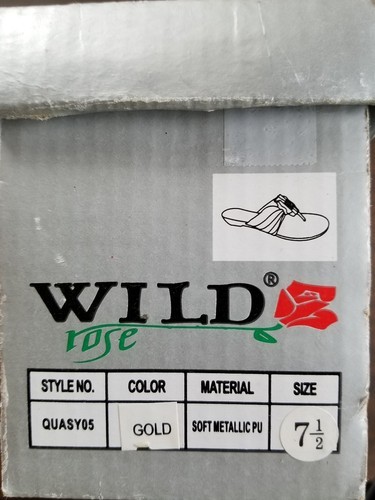 WILD®
rose
STYLE NO. COLOR MATERIAL SIZE
QUASY05 GOLD SOFT METALLIC PU 7 1/2